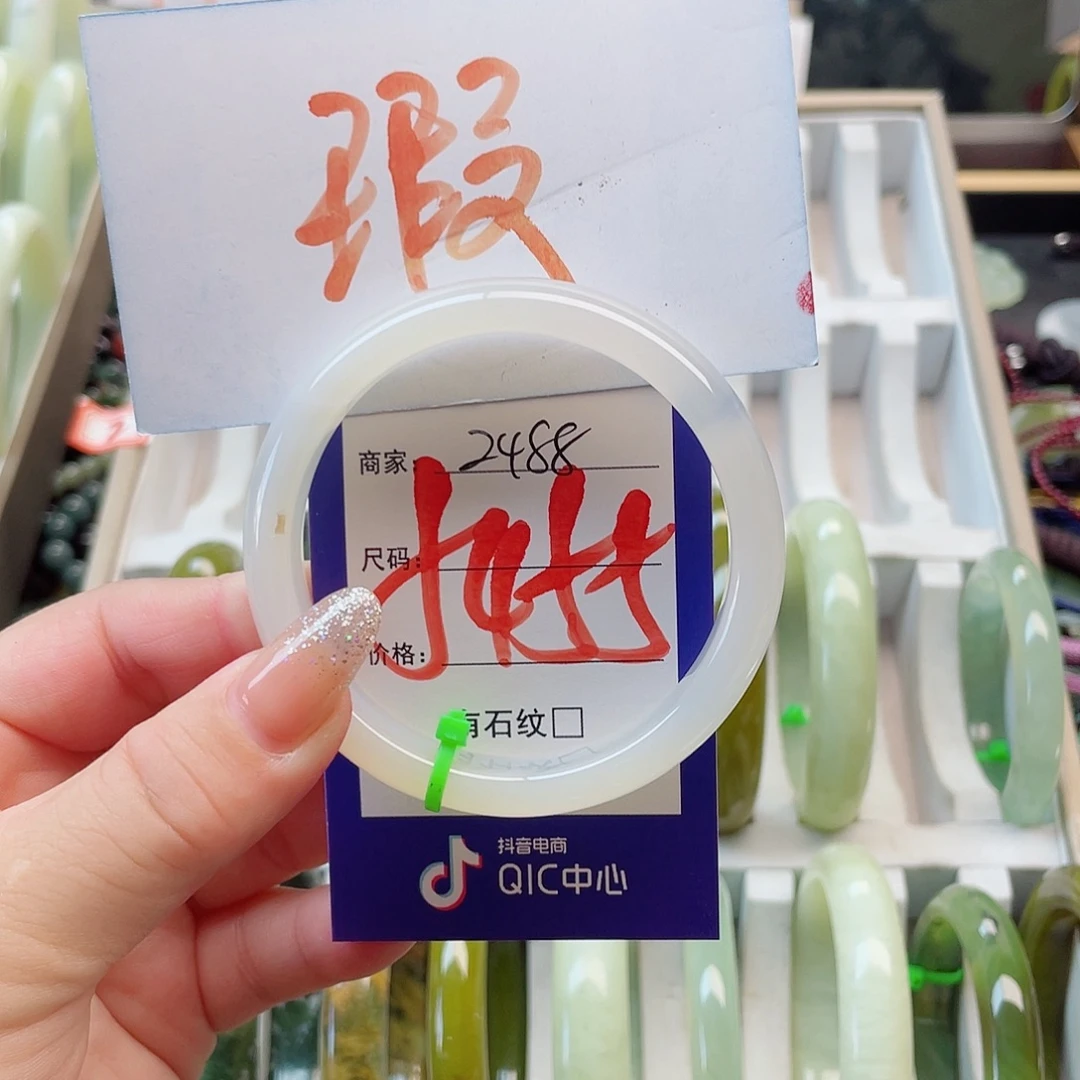 瑕
商家: 2488
尺码:
价格:
有石纹□
抖音电商
QIC中心